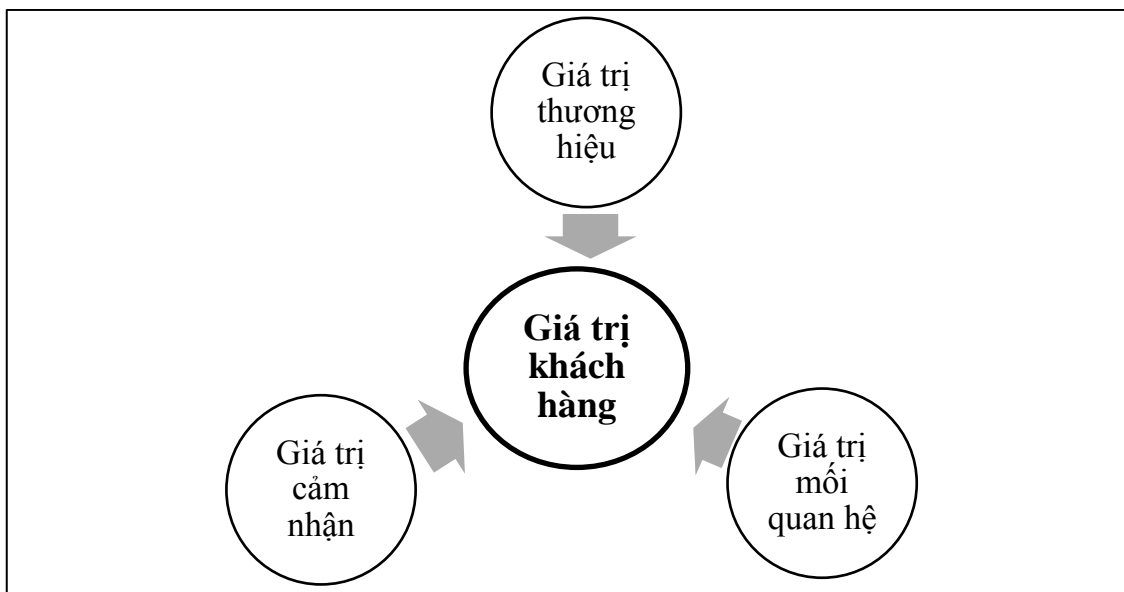 Giá trị
thương
hiệu
Giá trị
khách
hàng
Giá trị
cảm
nhận
Giá trị
mối
quan hệ